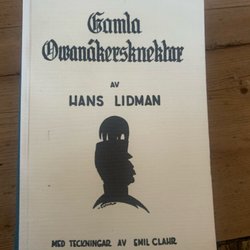 Gamla
Ovanåkersknektar
AV
HANS LIDMAN
MED TECKNINGAR AV EMIL CLAHR